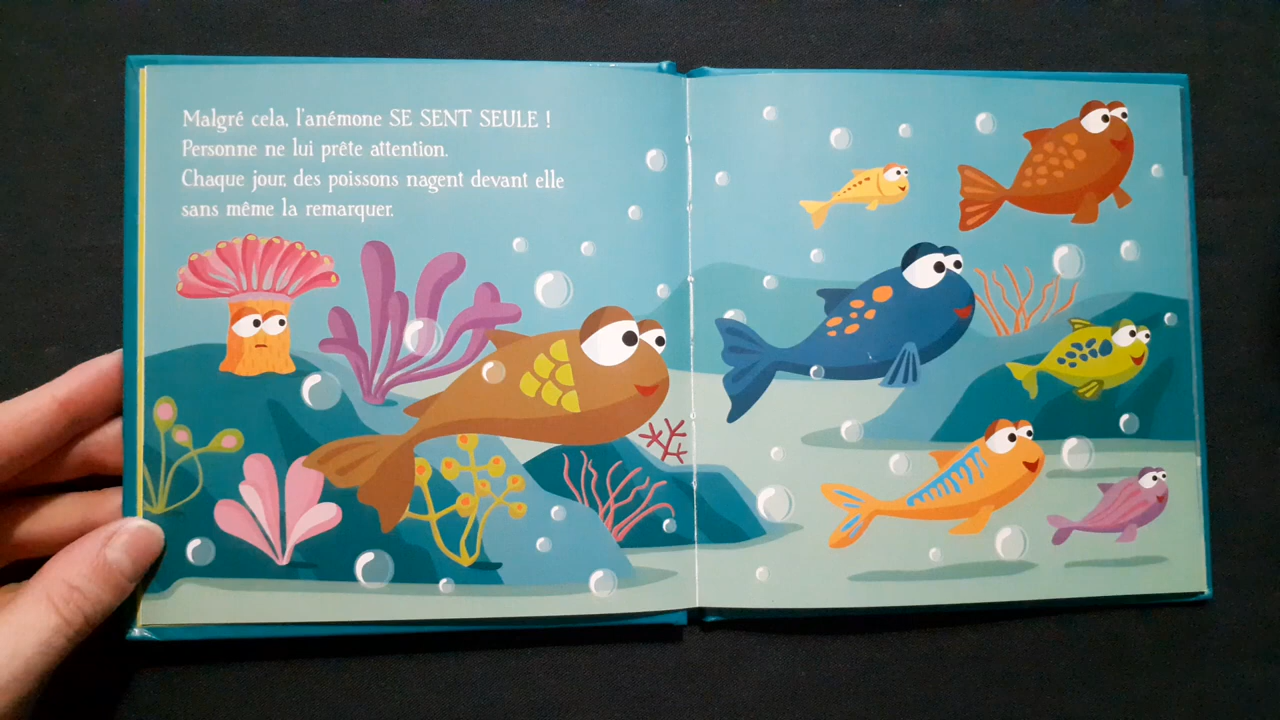 Malgré cela, l'anémone SE SENT SEULE !
Personne ne lui prête attention.
Chaque jour, des poissons nagent devant elle
sans même la remarquer.